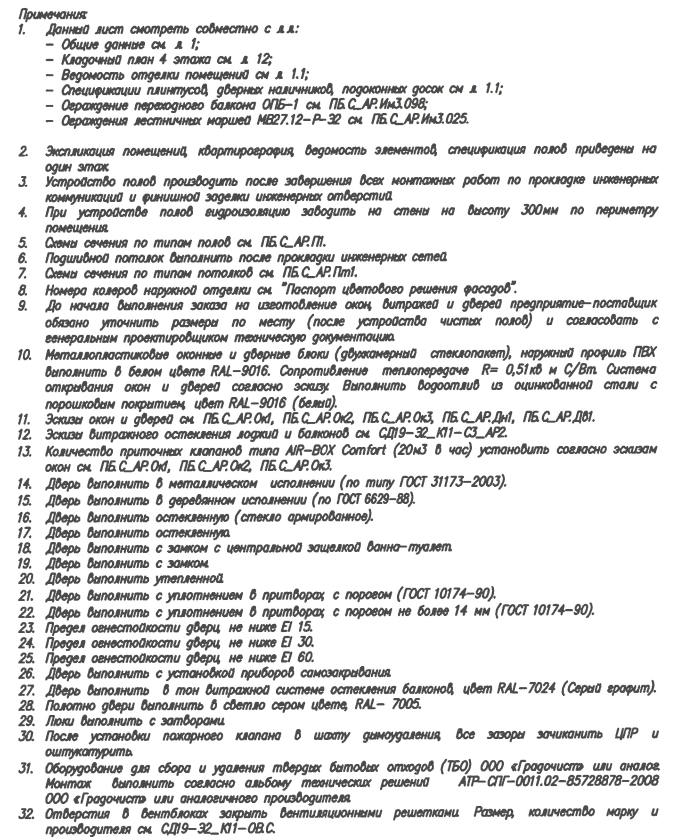 Примечания:
1. Данный лист смотреть совместно с л.л.:
– Общие данные см. л. 1;
– Кладочный план 4 этажа см. л. 12;
– Ведомость отделки помещений см. л. 1.1;
– Спецификации плинтусов, дверных наличников, подоконных досок см. л. 1.1;
– Ограждение переходного балкона ОПБ-1 см. ПБ.С_АР.Им3.098;
– Ограждения лестничных маршей МВ27.12-Р-Э2 см. ПБ.С_АР.Им3.025.
2. Экспликация помещений, квартирография, ведомость элементов, спецификация полов приведены на
один этаж.
3. Устройство полов производить после завершения всех монтажных работ по прокладке инженерных
коммуникаций и финишной заделки инженерных отверстий.
4. При устройстве полов гидроизоляцию заводить на стены на высоту 300мм по периметру
помещения.
5. Схемы сечения по типам полов см. ПБ.С_АР.П1.
6. Подшивной потолок выполнить после прокладки инженерных сетей.
7. Схемы сечения по типам потолков см. ПБ.С_АР.Пт1.
8. Номера колеров наружной отделки см. "Паспорт цветового решения фасадов".
9. До начала выполнения заказа на изготовление окон, витражей и дверей предприятие-поставщик
обязано уточнить размеры по месту (после устройства чистых полов) и согласовать с
генеральным проектировщиком техническую документацию.
10. Металлопластиковые оконные и дверные блоки (двухкамерный стеклопакет), наружный профиль ПВХ
выполнить в белом цвете RAL-9016. Сопротивление теплопередаче R= 0,51кв м С/Вт. Система
открывания окон и дверей согласно эскизу. Выполнить водоотлив из оцинкованной стали с
порошковым покрытием, цвет RAL-9016 (белый).
11. Эскизы окон и дверей см. ПБ.С_АР.Ок1, ПБ.С_АР.Ок2, ПБ.С_АР.Ок3, ПБ.С_АР.Дн1, ПБ.С_АР.Дв1.
12. Эскизы витражного остекления лоджий и балконов см. СД19-Э2_К11-С3_АР2.
13. Количество приточных клапанов типа AIR-BOX Comfort (20м3 в час) установить согласно эскизам
окон см. ПБ.С_АР.Ок1, ПБ.С_АР.Ок2, ПБ.С_АР.Ок3.
14. Дверь выполнить в металлическом исполнении (по типу ГОСТ 31173-2003).
15. Дверь выполнить в деревянном исполнении (по ГОСТ 6629-88).
16. Дверь выполнить остекленную (стекло армированное).
17. Дверь выполнить остекленную.
18. Дверь выполнить с замком с центральной защелкой ванна-туалет.
19. Дверь выполнить с замком.
20. Дверь выполнить утепленной.
21. Дверь выполнить с уплотнением в притворах, с порогом (ГОСТ 10174-90).
22. Дверь выполнить с уплотнением в притворах, с порогом не более 14 мм (ГОСТ 10174-90).
23. Предел огнестойкости двери, не ниже EI 15.
24. Предел огнестойкости двери, не ниже EI 30.
25. Предел огнестойкости двери, не ниже EI 60.
26. Дверь выполнить с установкой приборов самозакрывания.
27. Дверь выполнить в тон витражной системе остекления балконов, цвет RAL-7024 (Серый графит).
28. Полотно двери выполнить в светло сером цвете, RAL- 7005.
29. Люки выполнить с затворами.
30. После установки пожарного клапана в шахту дымоудаления, все зазоры зачиканить ЦПР и
оштукатурить.
31. Оборудование для сбора и удаления твердых бытовых отходов (ТБО) ООО «Градочист» или аналог.
Монтаж выполнить согласно альбому технических решений АТР-СПГ-0011.02-85728878-2008
ООО «Градочист» или аналогичного производителя.
32. Отверстия в вентблоках закрыть вентиляционными решетками. Размер, количество марку и
производителя см. СД19-Э2_К11-ОВ.С.